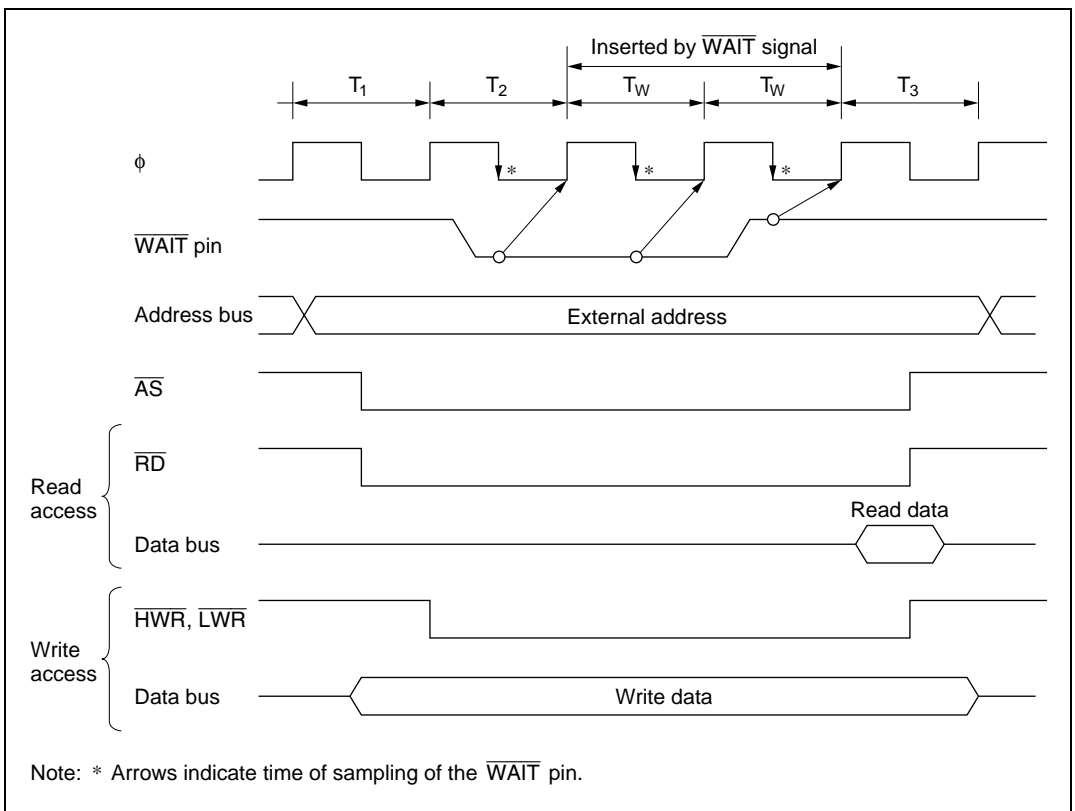 Inserted by WAIT signal
T1 T2 TW TW T3
ϕ
* * *
WAIT pin
Address bus External address
AS
RD
Read access
Read data
Data bus
HWR, LWR
Write access
Data bus Write data
Note: * Arrows indicate time of sampling of the WAIT pin.